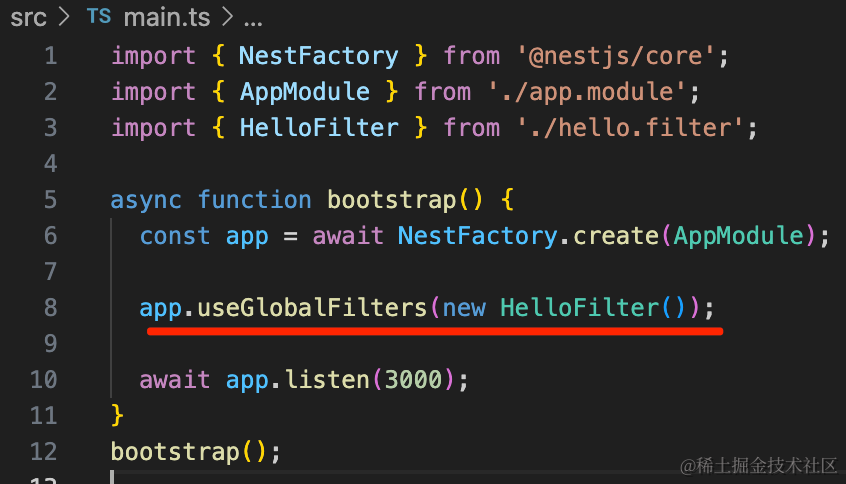 src > TS main.ts > ...
1 import { NestFactory } from '@nestjs/core';
2 import { AppModule } from './app.module';
3 import { HelloFilter } from './hello.filter';
4
5 async function bootstrap() {
6   const app = await NestFactory.create(AppModule);
7
8   app.useGlobalFilters(new HelloFilter());
9
10   await app.listen(3000);
11 }
12 bootstrap();
13
@稀土掘金技术社区